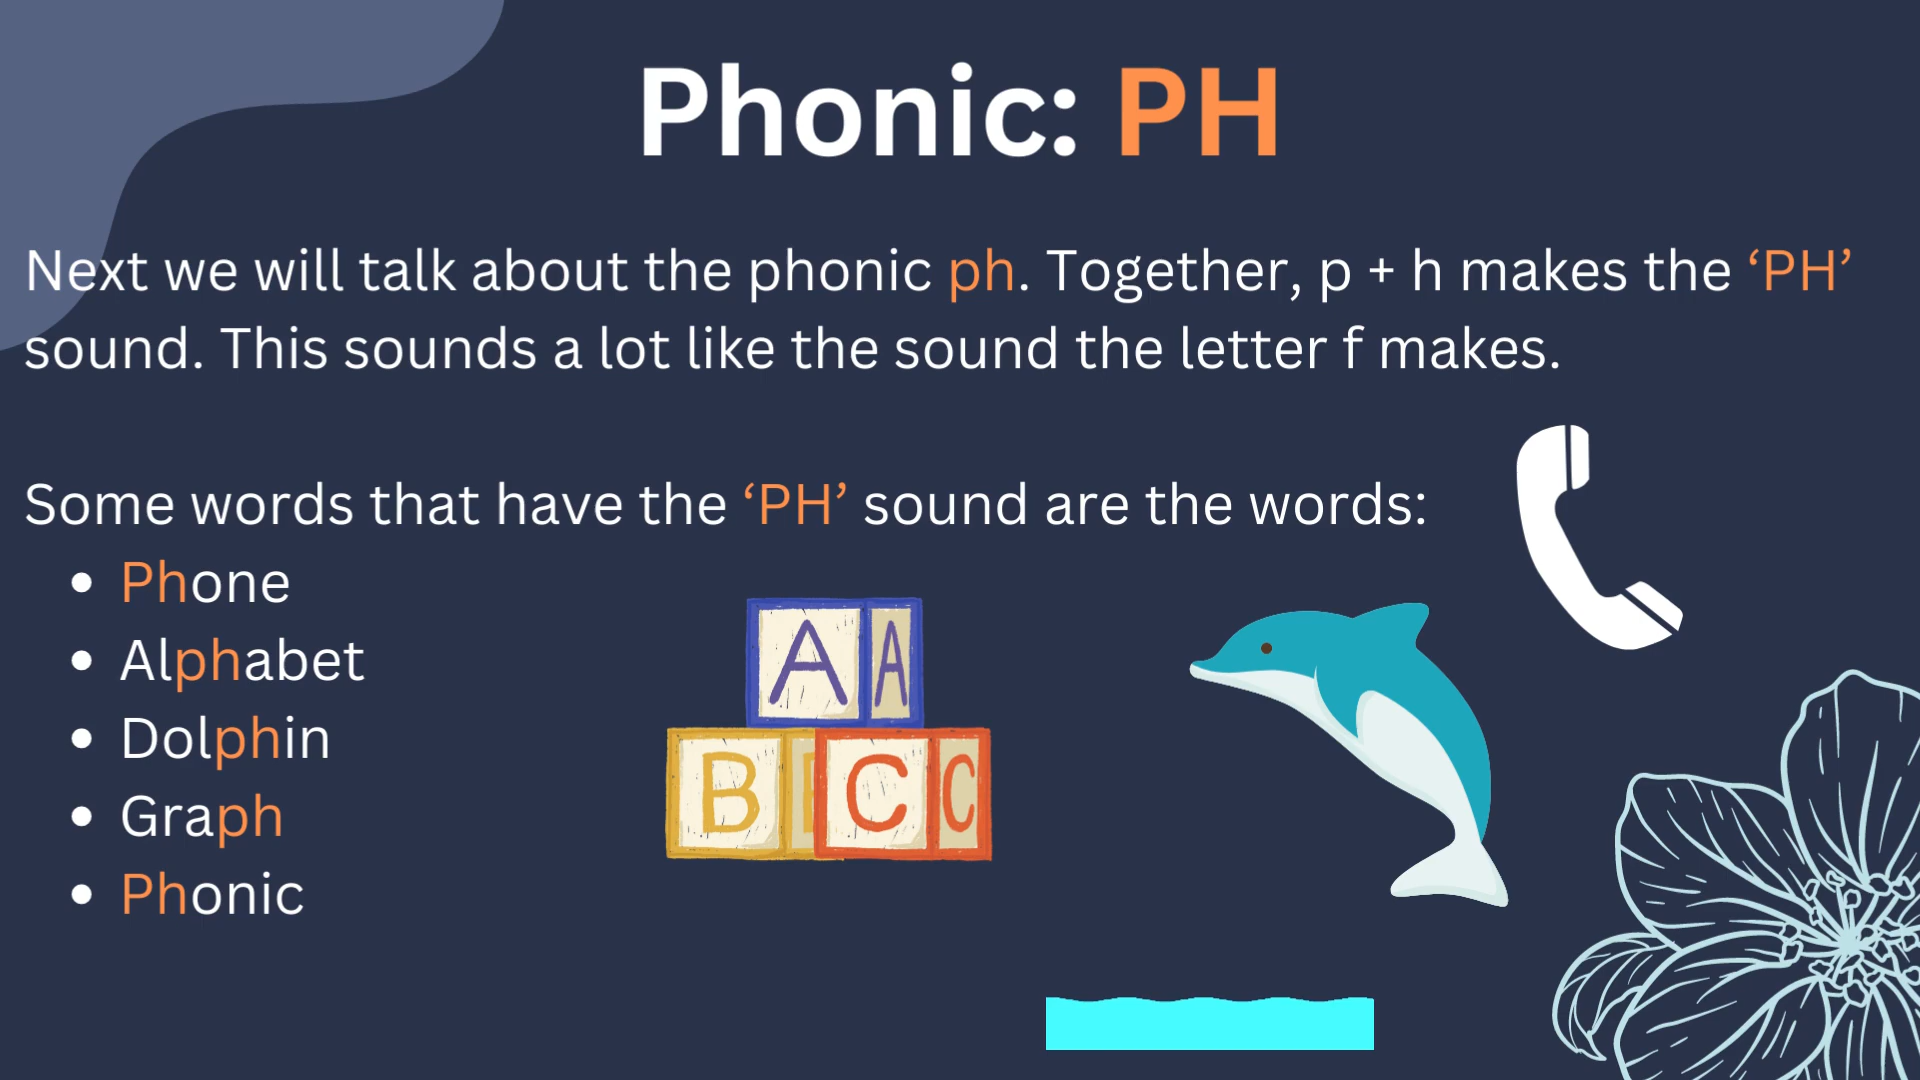 Phonic: PH
Next we will talk about the phonic ph. Together, p + h makes the ‘PH’
sound. This sounds a lot like the sound the letter f makes.
Some words that have the ‘PH’ sound are the words:
• Phone
• Alphabet
• Dolphin
• Graph
• Phonic
A A
B B C C